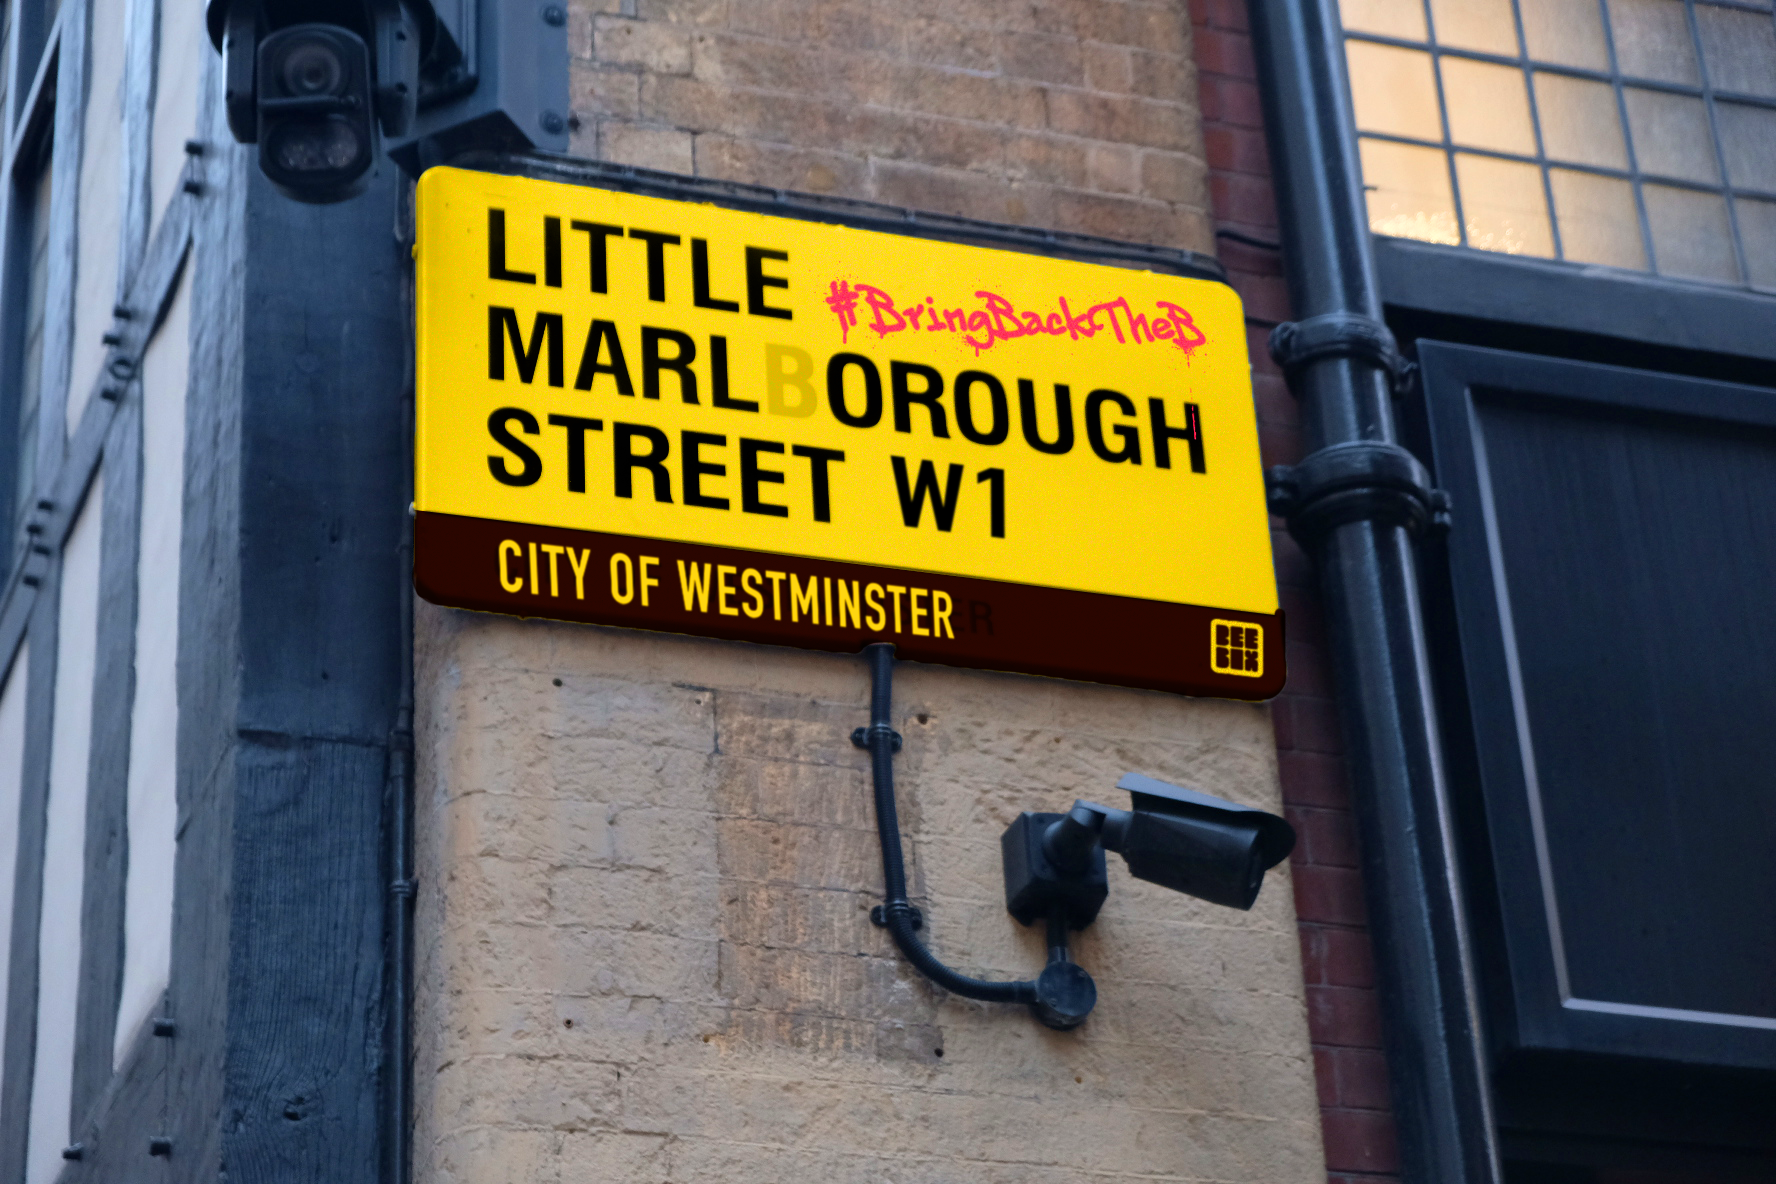 LITTLE
#BringBackTheB
MARLBOROUGH
STREET W1
CITY OF WESTMINSTER
BEE
BOX